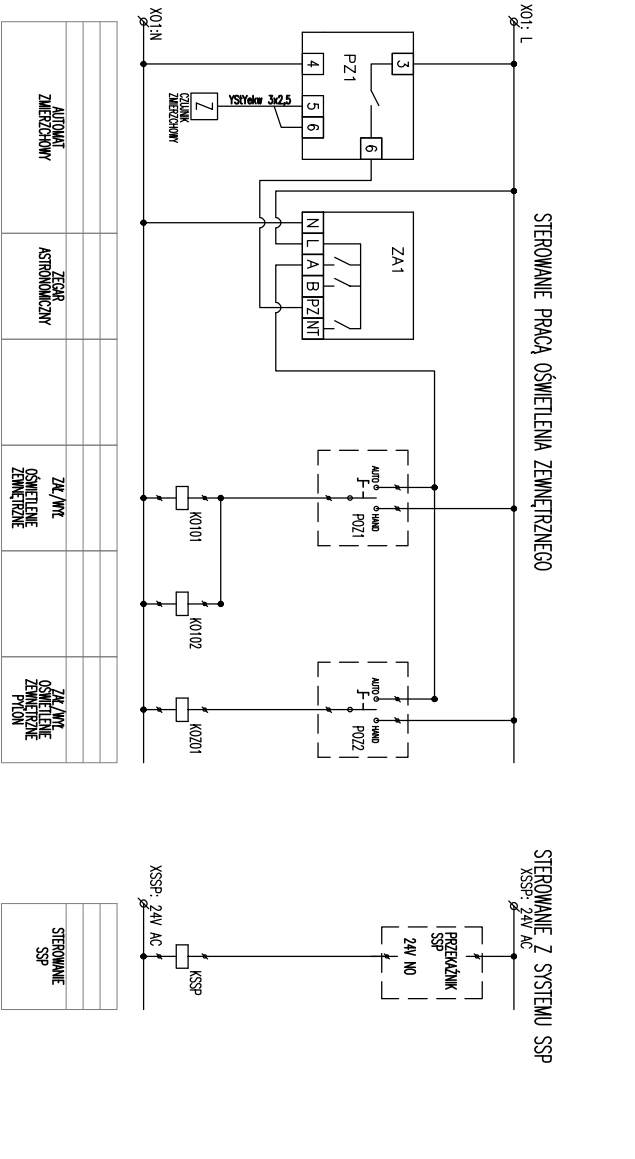 STEROWANIE PRACĄ OŚWIETLENIA ZEWNĘTRZNEGO
X01: L
PZ1
3
6
4
5
6
YStYekw 3x2,5
Z
CZUJNIK
ZMIERZCHOWY
X01:N
ZA1
N
L
A
B
PZ
NT
AUTO
HAND
POZ1
KO101
KO102
AUTO
HAND
POZ2
KOZ01
AUTOMAT
ZMIERZCHOWY
ZEGAR
ASTRONOMICZNY
ZAŁ/WYŁ
OŚWIETLENIE
ZEWNĘTRZNE
ZAŁ/WYŁ
OŚWIETLENIE
ZEWNĘTRZNE
PYLON
STEROWANIE Z SYSTEMU SSP
XSSP: 24V AC
PRZEKAŹNIK
SSP
24V NO
KSSP
XSSP: 24V AC
STEROWANIE
SSP